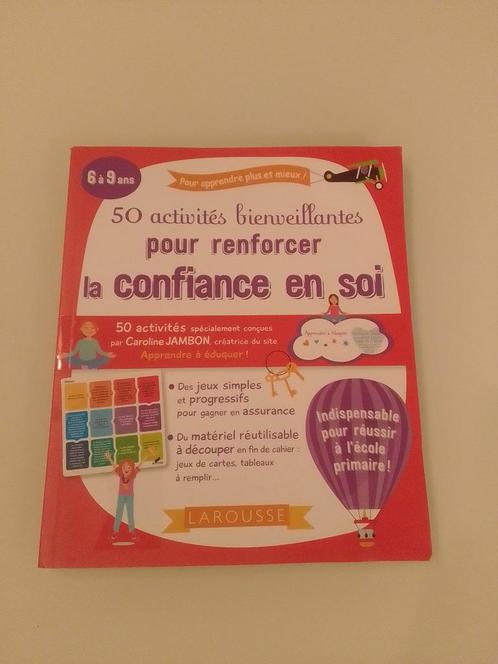 6 à 9 ans
Pour apprendre plus et mieux !
50 activités bienveillantes
pour renforcer
la confiance en soi
50 activités spécialement conçues
par Caroline JAMBON, créatrice du site
Apprendre à éduquer !
Apprendre à éduquer
• Des jeux simples
et progressifs
pour gagner en assurance
• Du matériel réutilisable
à découper en fin de cahier :
jeux de cartes, tableaux
à remplir...
Indispensable
pour réussir
à l'école
primaire !
LAROUSSE